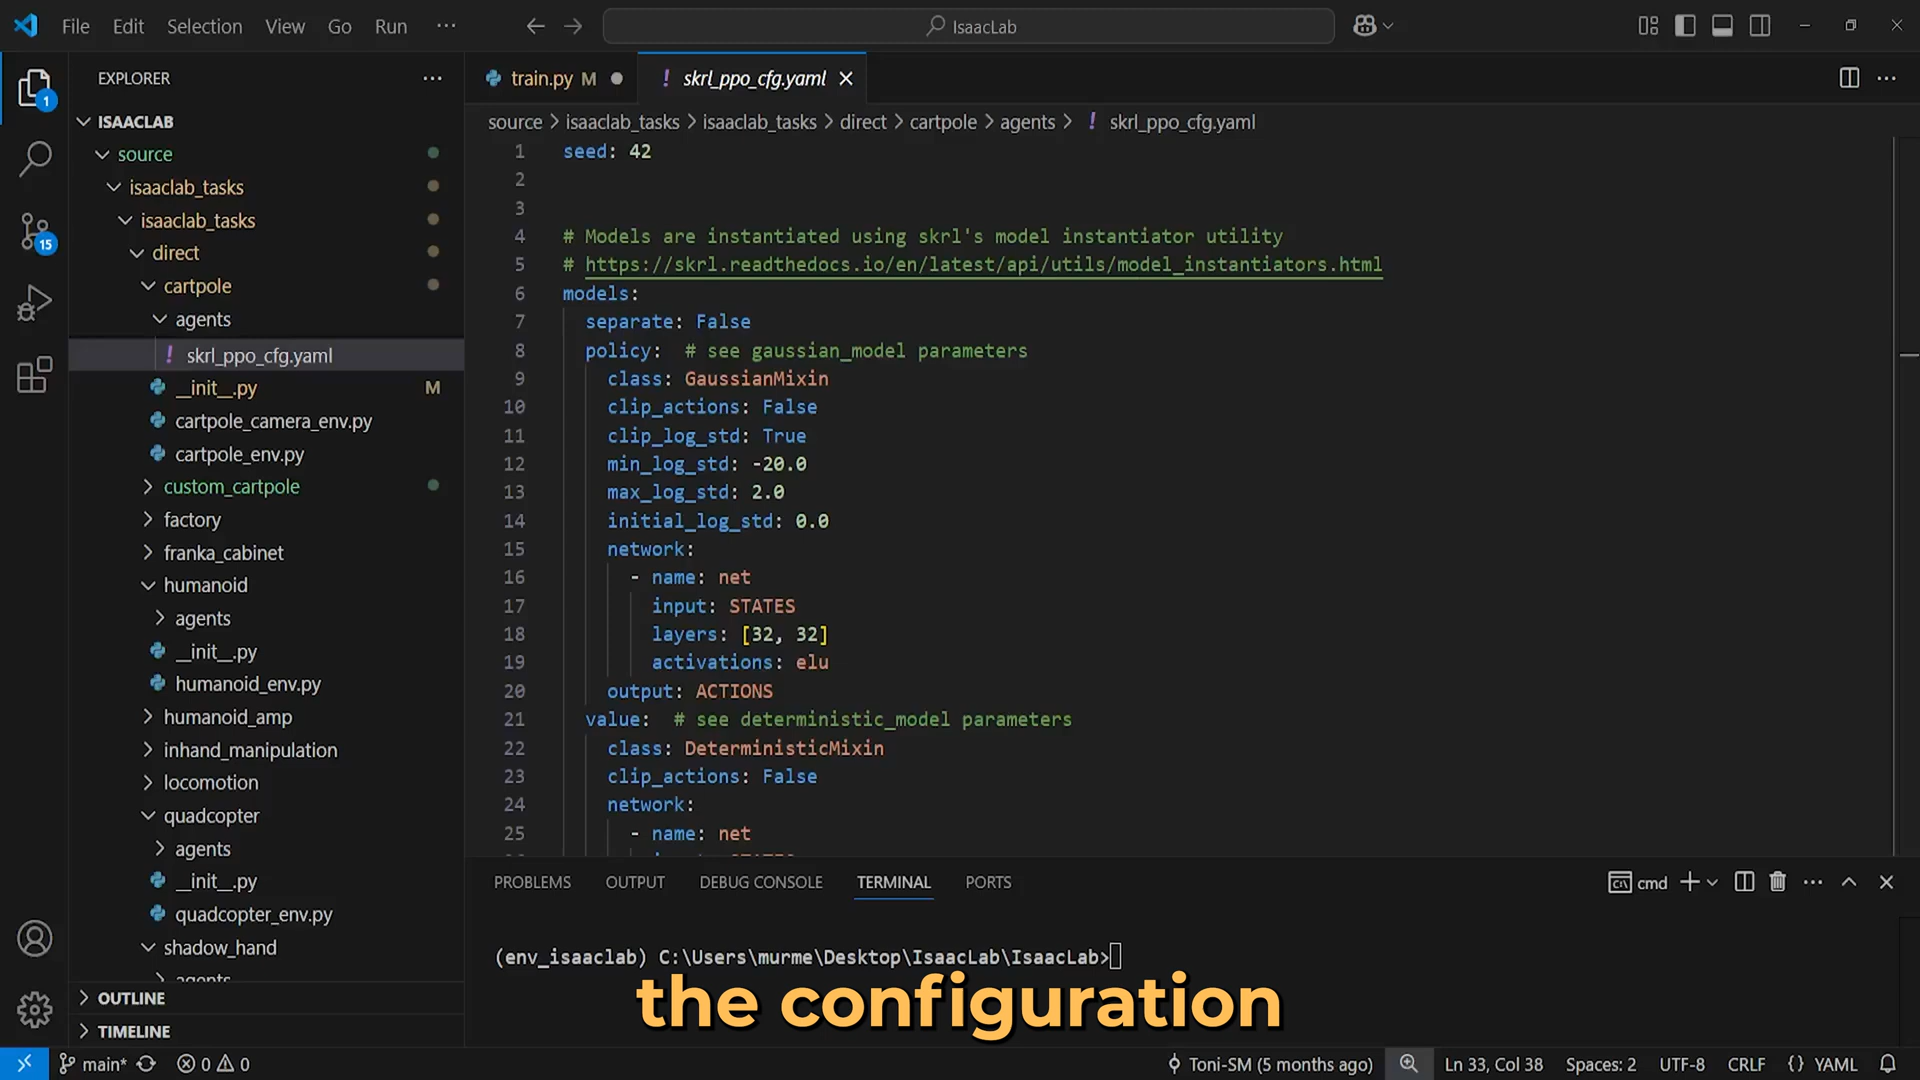 File Edit Selection View Go Run ···
IsaacLab
EXPLORER ···
ISAACLAB
source
isaaclab_tasks
isaaclab_tasks
direct
cartpole
agents
! skrl_ppo_cfg.yaml
__init__.py M
cartpole_camera_env.py
cartpole_env.py
custom_cartpole
factory
franka_cabinet
humanoid
agents
__init__.py
humanoid_env.py
humanoid_amp
inhand_manipulation
locomotion
quadcopter
agents
__init__.py
quadcopter_env.py
shadow_hand
agents
OUTLINE
TIMELINE
1
15
train.py M
! skrl_ppo_cfg.yaml
source > isaaclab_tasks > isaaclab_tasks > direct > cartpole > agents > ! skrl_ppo_cfg.yaml
1 seed: 42
2
3
4 # Models are instantiated using skrl's model instantiator utility
5 # https://skrl.readthedocs.io/en/latest/api/utils/model_instantiators.html
6 models:
7 separate: False
8 policy: # see gaussian_model parameters
9 class: GaussianMixin
10 clip_actions: False
11 clip_log_std: True
12 min_log_std: -20.0
13 max_log_std: 2.0
14 initial_log_std: 0.0
15 network:
16 - name: net
17 input: STATES
18 layers: [32, 32]
19 activations: elu
20 output: ACTIONS
21 value: # see deterministic_model parameters
22 class: DeterministicMixin
23 clip_actions: False
24 network:
25 - name: net
PROBLEMS OUTPUT DEBUG CONSOLE TERMINAL PORTS
cmd
(env_isaaclab) C:\Users\murme\Desktop\IsaacLab\IsaacLab>
the configuration
main* 0 0
Toni-SM (5 months ago) Ln 33, Col 38 Spaces: 2 UTF-8 CRLF {} YAML